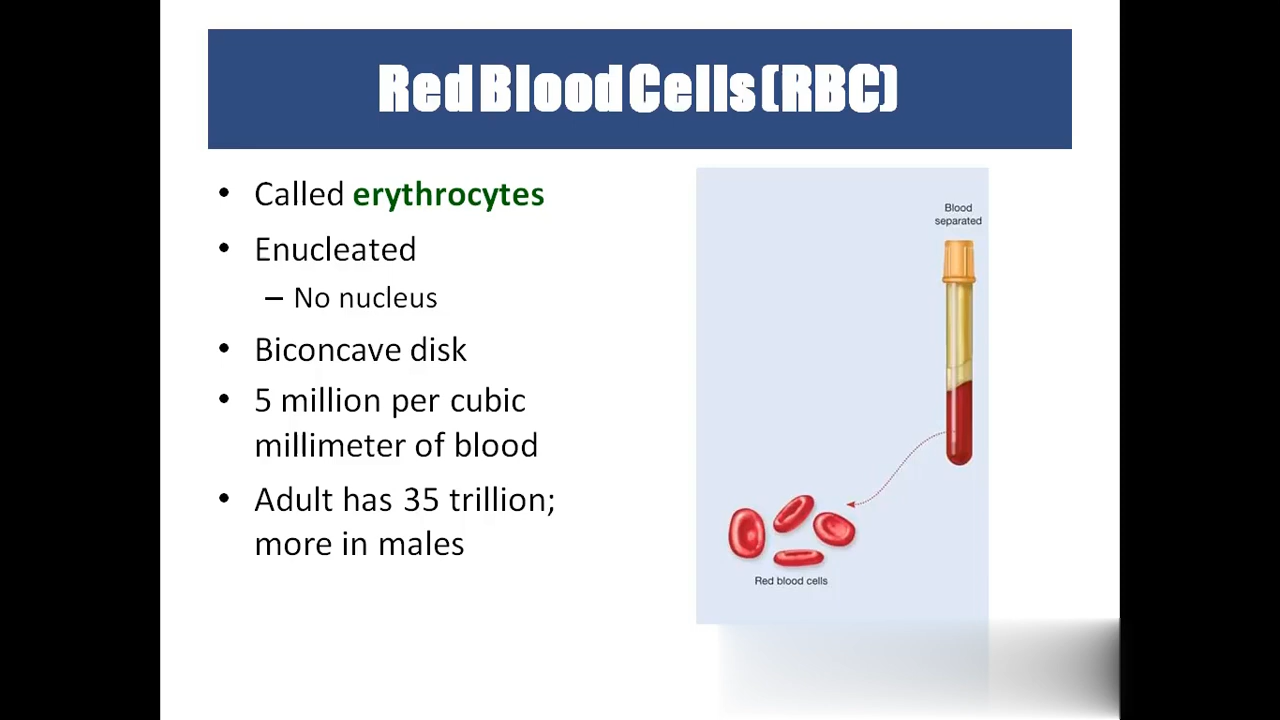 Red Blood Cells (RBC)
• Called erythrocytes
• Enucleated
– No nucleus
• Biconcave disk
• 5 million per cubic
millimeter of blood
• Adult has 35 trillion;
more in males
Blood
separated
Red blood cells